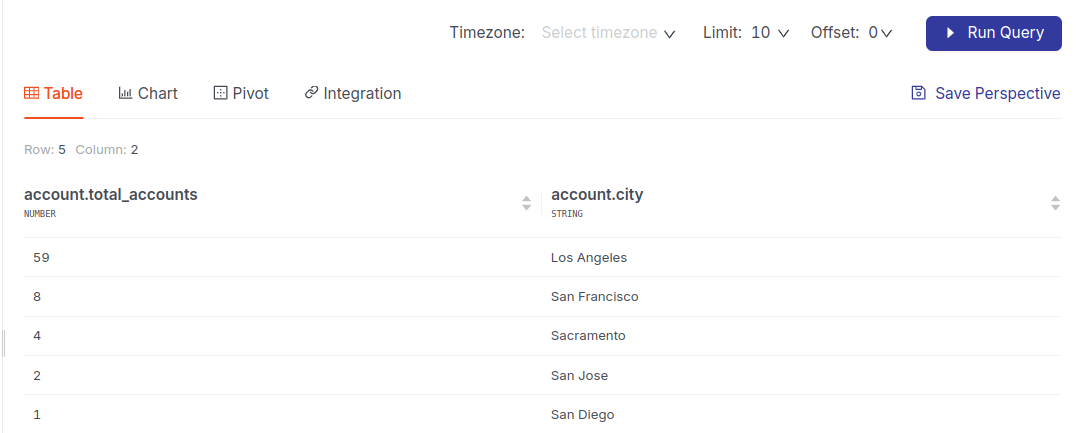 Timezone: Select timezone Limit: 10 Offset: 0 Run Query
Table Chart Pivot Integration Save Perspective
Row: 5 Column: 2
account.total_accounts account.city
NUMBER STRING
59 Los Angeles
8 San Francisco
4 Sacramento
2 San Jose
1 San Diego